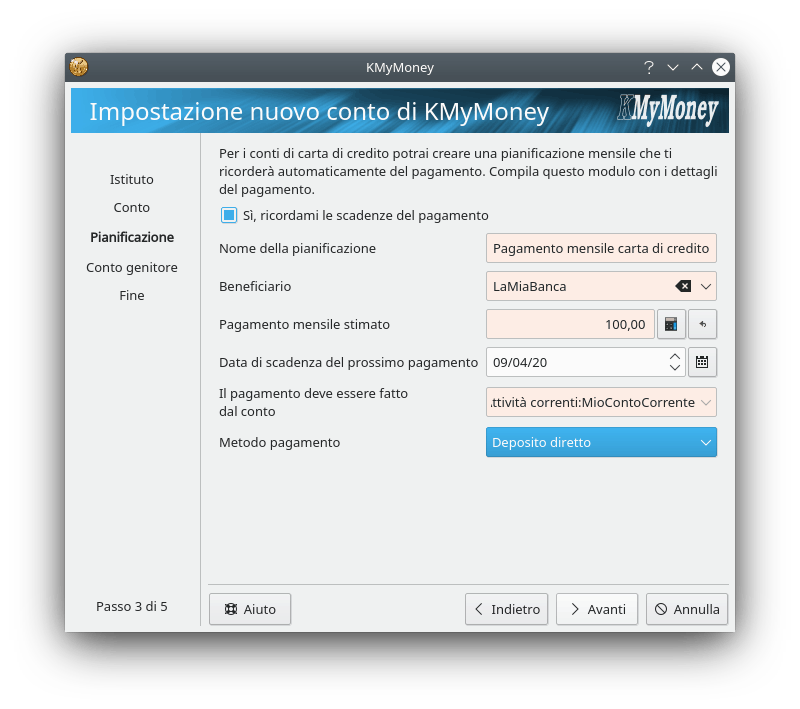 KMyMoney
Impostazione nuovo conto di KMyMoney
KMyMoney
Istituto
Conto
Pianificazione
Conto genitore
Fine
Passo 3 di 5
Per i conti di carta di credito potrai creare una pianificazione mensile che ti
ricorderà automaticamente del pagamento. Compila questo modulo con i dettagli
del pagamento.
Sì, ricordami le scadenze del pagamento
Nome della pianificazione
Pagamento mensile carta di credito
Beneficiario
LaMiaBanca
Pagamento mensile stimato
100,00
Data di scadenza del prossimo pagamento
09/04/20
Il pagamento deve essere fatto
dal conto
.ttività correnti:MioContoCorrente
Metodo pagamento
Deposito diretto
Aiuto
Indietro
Avanti
Annulla